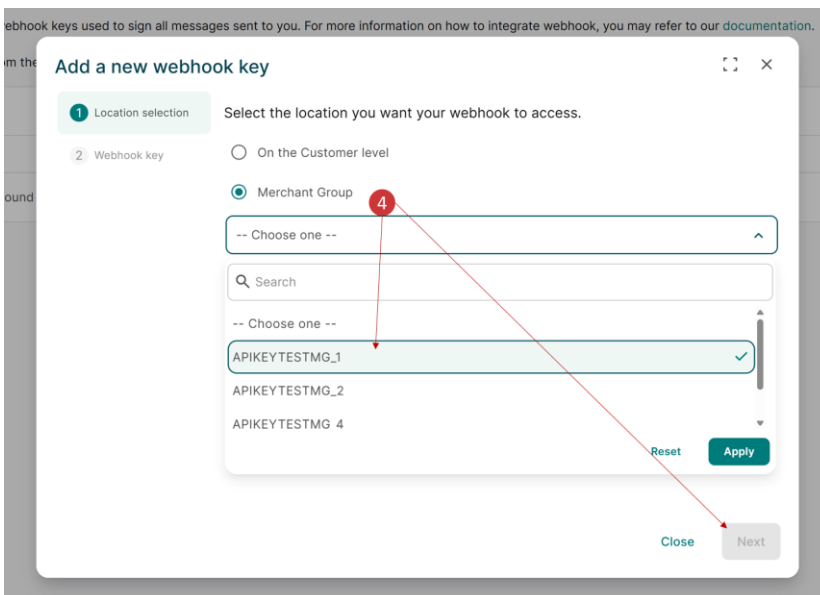 ebhook keys used to sign all messages sent to you. For more information on how to integrate webhook, you may refer to our documentation.
om the
Add a new webhook key
1 Location selection
2 Webhook key
ound
Select the location you want your webhook to access.
On the Customer level
Merchant Group
4
-- Choose one --
Search
-- Choose one --
APIKEYTESTMG_1
APIKEYTESTMG_2
APIKEYTESTMG 4
Reset Apply
Close Next